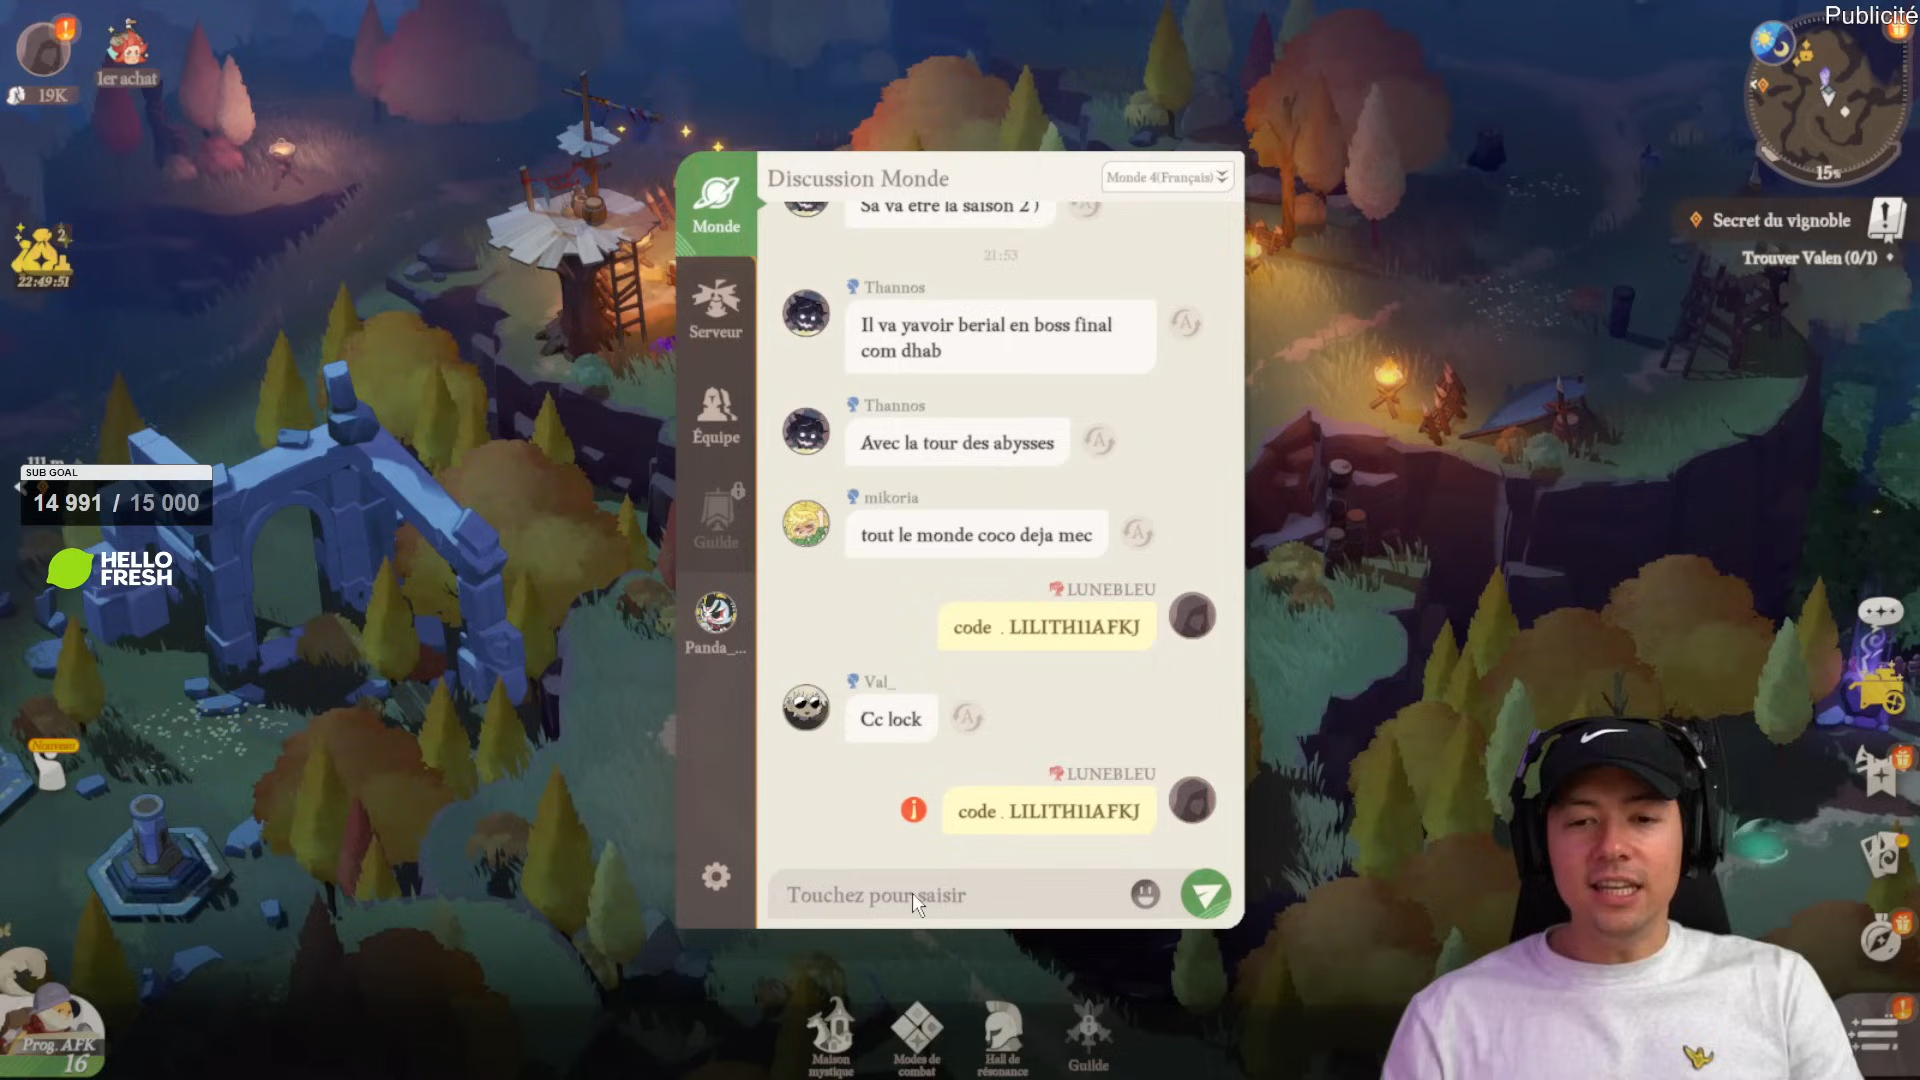 Publicité
1er achat
19K
22:49:51
2
15%
Secret du vignoble
Trouver Valen (0/1)
Discussion Monde
Monde 4(Français)
Monde
Serveur
Équipe
Guilde
Panda_...
Sa va etre la saison 2 )
21:53
Thannos
Il va yavoir berial en boss final
com dhab
Thannos
Avec la tour des abysses
mikoria
tout le monde coco deja mec
LUNEBLEU
code . LILITH11AFKJ
Val_
Cc lock
LUNEBLEU
code . LILITH11AFKJ
Touchez pour saisir
SUB GOAL
14 991 / 15 000
HELLO
FRESH
Nouveau
Prog. AFK
16
Maison
mystique
Modes de
combat
Hall de
résonance
Guilde